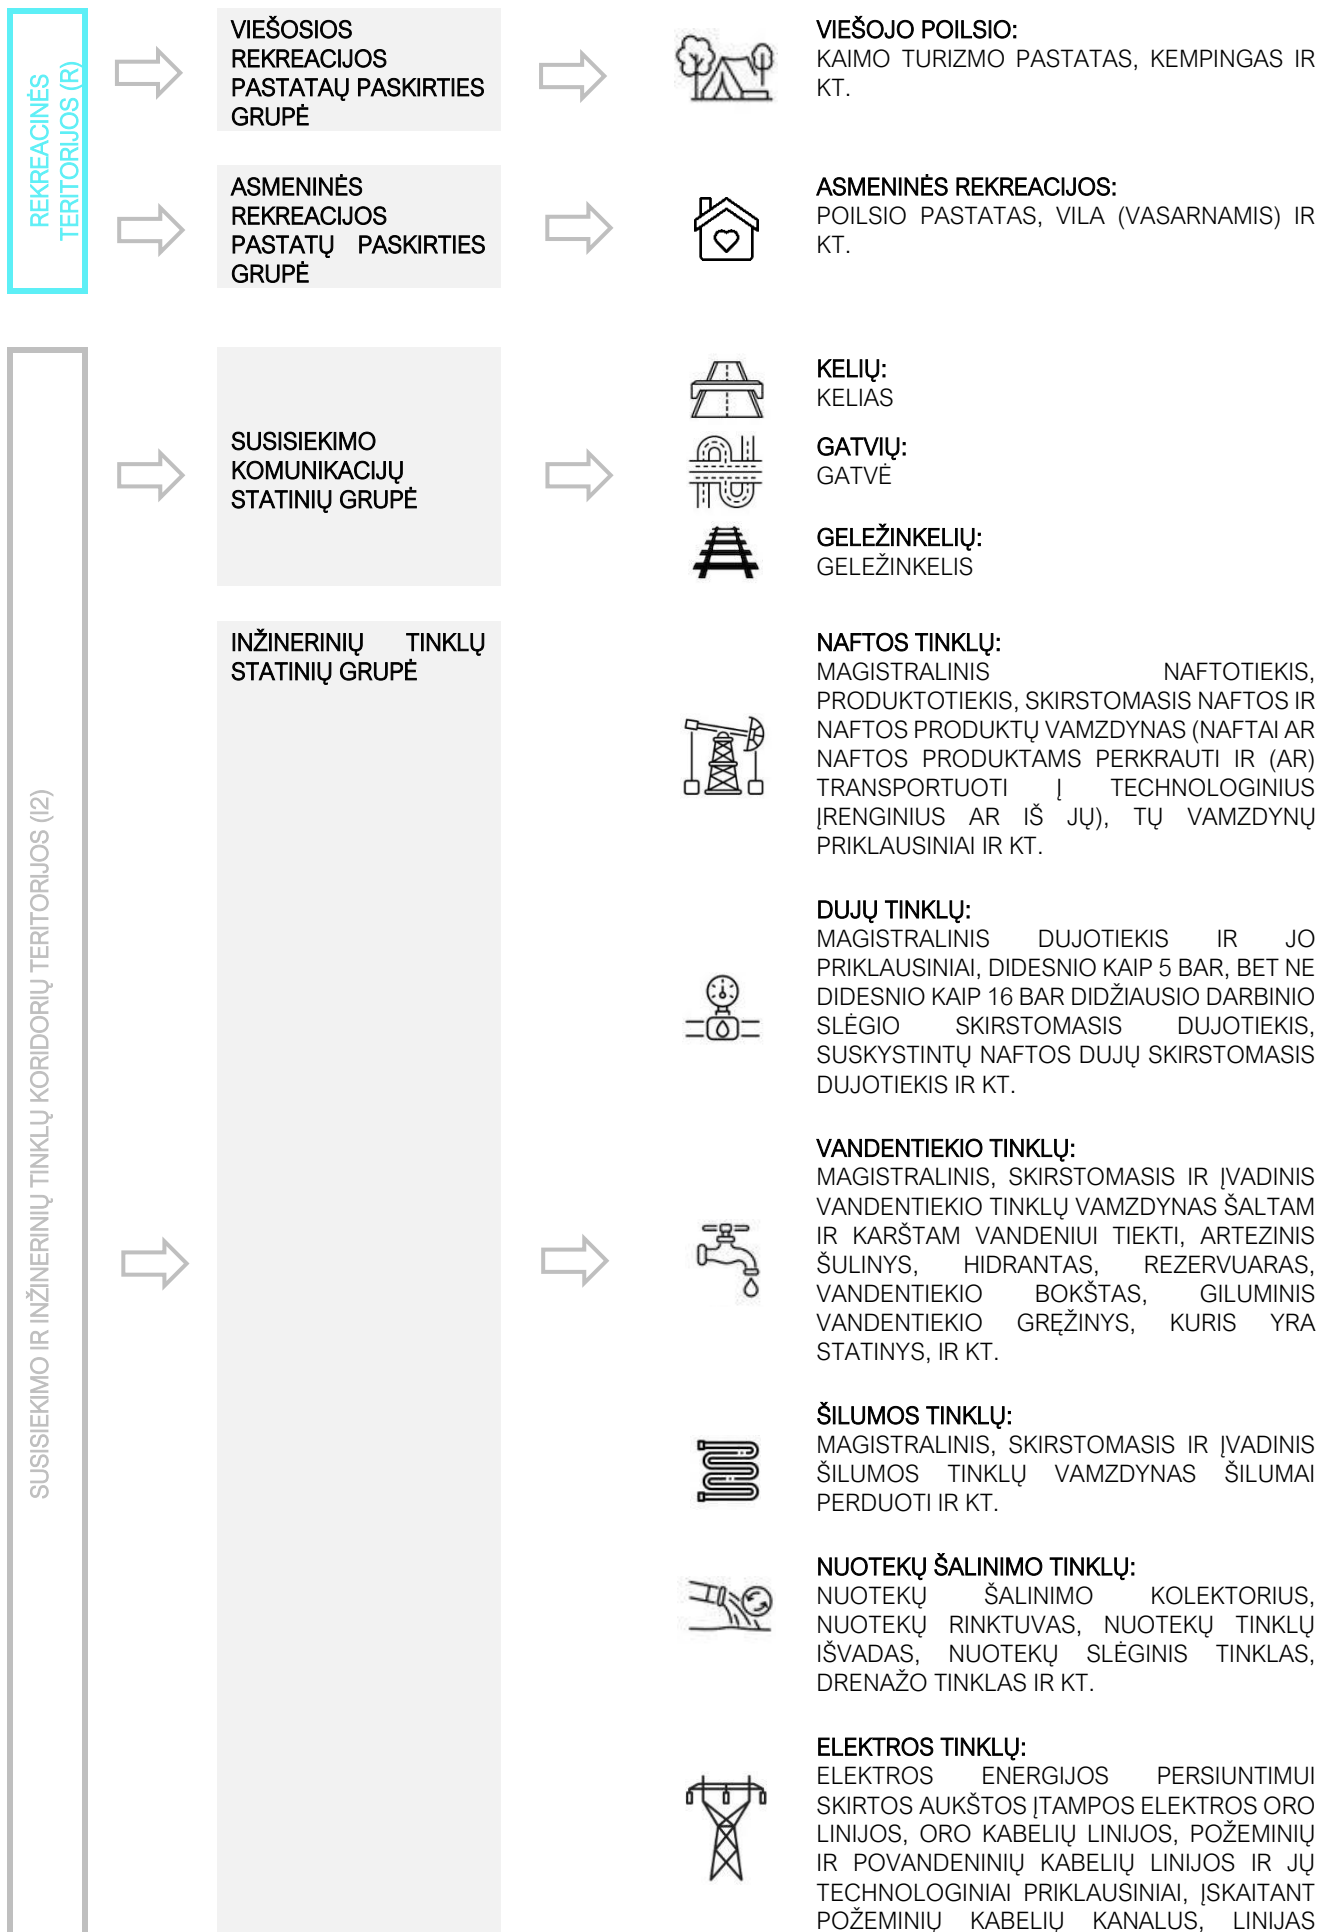 REKREACINĖS
TERITORIJOS (R)
VIEŠOSIOS
REKREACIJOS
PASTATAŲ PASKIRTIES
GRUPĖ
VIEŠOJO POILSIO:
KAIMO TURIZMO PASTATAS, KEMPINGAS IR
KT.
ASMENINĖS
REKREACIJOS
PASTATŲ PASKIRTIES
GRUPĖ
ASMENINĖS REKREACIJOS:
POILSIO PASTATAS, VILA (VASARNAMIS) IR
KT.
SUSISIEKIMO IR INŽINERINIŲ TINKLŲ KORIDORIŲ TERITORIJOS (I2)
SUSISIEKIMO
KOMUNIKACIJŲ
STATINIŲ GRUPĖ
KELIŲ:
KELIAS
GATVIŲ:
GATVĖ
GELEŽINKELIŲ:
GELEŽINKELIS
INŽINERINIŲ TINKLŲ
STATINIŲ GRUPĖ
NAFTOS TINKLŲ:
MAGISTRALINIS NAFTOTIEKIS,
PRODUKTOTIEKIS, SKIRSTOMASIS NAFTOS IR
NAFTOS PRODUKTŲ VAMZDYNAS (NAFTAI AR
NAFTOS PRODUKTAMS PERKRAUTI IR (AR)
TRANSPORTUOTI Į TECHNOLOGINIUS
ĮRENGINIUS AR IŠ JŲ), TŲ VAMZDYNŲ
PRIKLAUSINIAI IR KT.
DUJŲ TINKLŲ:
MAGISTRALINIS DUJOTIEKIS IR JO
PRIKLAUSINIAI, DIDESNIO KAIP 5 BAR, BET NE
DIDESNIO KAIP 16 BAR DIDŽIAUSIO DARBINIO
SLĖGIO SKIRSTOMASIS DUJOTIEKIS,
SUSKYSTINTŲ NAFTOS DUJŲ SKIRSTOMASIS
DUJOTIEKIS IR KT.
VANDENTIEKIO TINKLŲ:
MAGISTRALINIS, SKIRSTOMASIS IR ĮVADINIS
VANDENTIEKIO TINKLŲ VAMZDYNAS ŠALTAM
IR KARŠTAM VANDENIUI TIEKTI, ARTEZINIS
ŠULINYS, HIDRANTAS, REZERVUARAS,
VANDENTIEKIO BOKŠTAS, GILUMINIS
VANDENTIEKIO GRĘŽINYS, KURIS YRA
STATINYS, IR KT.
ŠILUMOS TINKLŲ:
MAGISTRALINIS, SKIRSTOMASIS IR ĮVADINIS
ŠILUMOS TINKLŲ VAMZDYNAS ŠILUMAI
PERDUOTI IR KT.
NUOTEKŲ ŠALINIMO TINKLŲ:
NUOTEKŲ ŠALINIMO KOLEKTORIUS,
NUOTEKŲ RINKTUVAS, NUOTEKŲ TINKLŲ
IŠVADAS, NUOTEKŲ SLĖGINIS TINKLAS,
DRENAŽO TINKLAS IR KT.
ELEKTROS TINKLŲ:
ELEKTROS ENERGIJOS PERSIUNTIMUI
SKIRTOS AUKŠTOS ĮTAMPOS ELEKTROS ORO
LINIJOS, ORO KABELIŲ LINIJOS, POŽEMINIŲ
IR POVANDENINIŲ KABELIŲ LINIJOS IR JŲ
TECHNOLOGINIAI PRIKLAUSINIAI, ĮSKAITANT
POŽEMINIŲ KABELIŲ KANALUS, LINIJAS